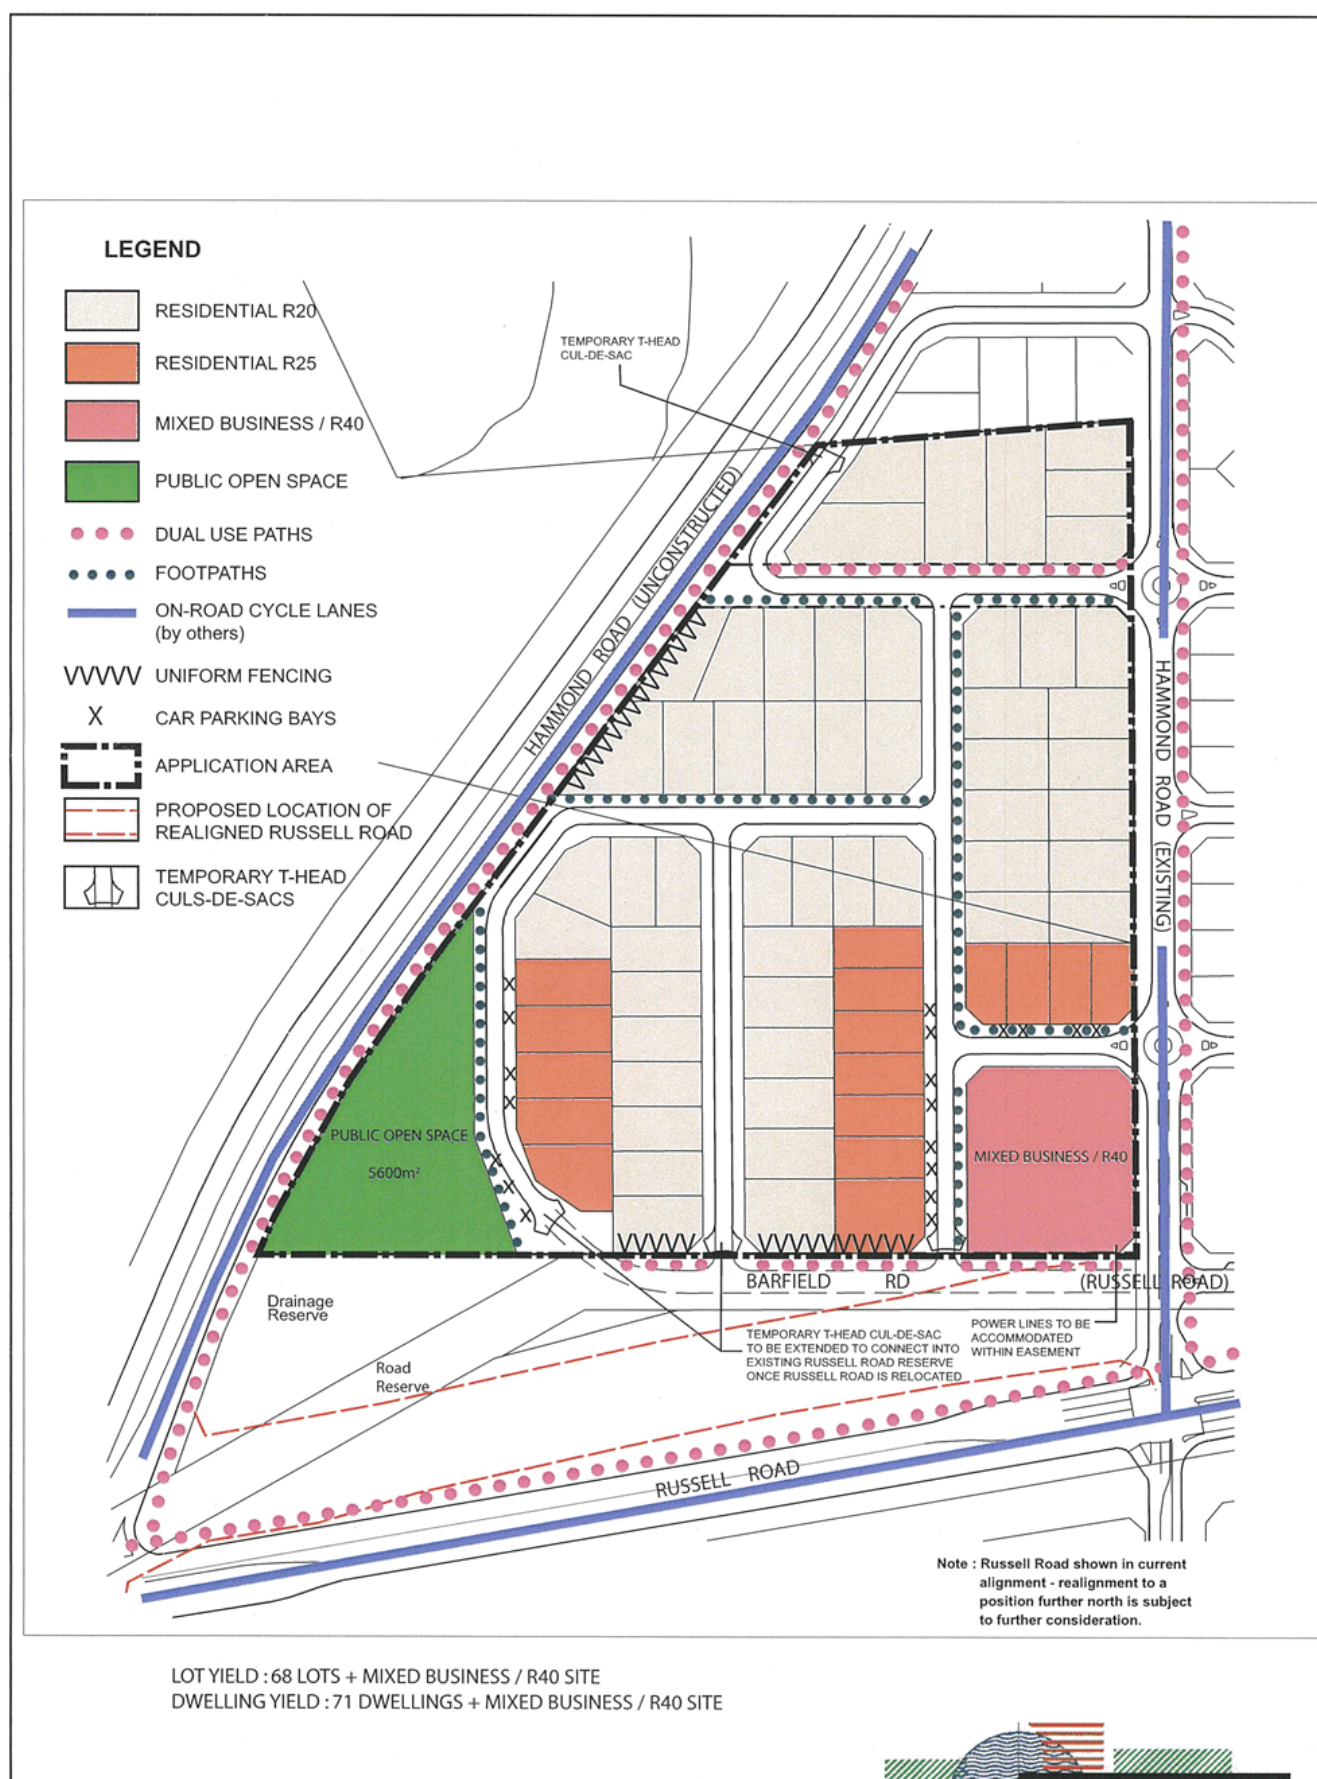 LEGEND
RESIDENTIAL R20
RESIDENTIAL R25
MIXED BUSINESS / R40
PUBLIC OPEN SPACE
DUAL USE PATHS
FOOTPATHS
ON-ROAD CYCLE LANES
(by others)
UNIFORM FENCING
X CAR PARKING BAYS
APPLICATION AREA
PROPOSED LOCATION OF
REALIGNED RUSSELL ROAD
TEMPORARY T-HEAD
CULS-DE-SACS
TEMPORARY T-HEAD
CUL-DE-SAC
HAMMOND ROAD (UNCONSTRUCTED)
HAMMOND ROAD (EXISTING)
PUBLIC OPEN SPACE
5600m²
MIXED BUSINESS / R40
BARFIELD RD (RUSSELL ROAD)
Drainage
Reserve
Road
Reserve
TEMPORARY T-HEAD CUL-DE-SAC
TO BE EXTENDED TO CONNECT INTO
EXISTING RUSSELL ROAD RESERVE
ONCE RUSSELL ROAD IS RELOCATED
POWER LINES TO BE
ACCOMMODATED
WITHIN EASEMENT
RUSSELL ROAD
Note : Russell Road shown in current
alignment - realignment to a
position further north is subject
to further consideration.
LOT YIELD : 68 LOTS + MIXED BUSINESS / R40 SITE
DWELLING YIELD : 71 DWELLINGS + MIXED BUSINESS / R40 SITE